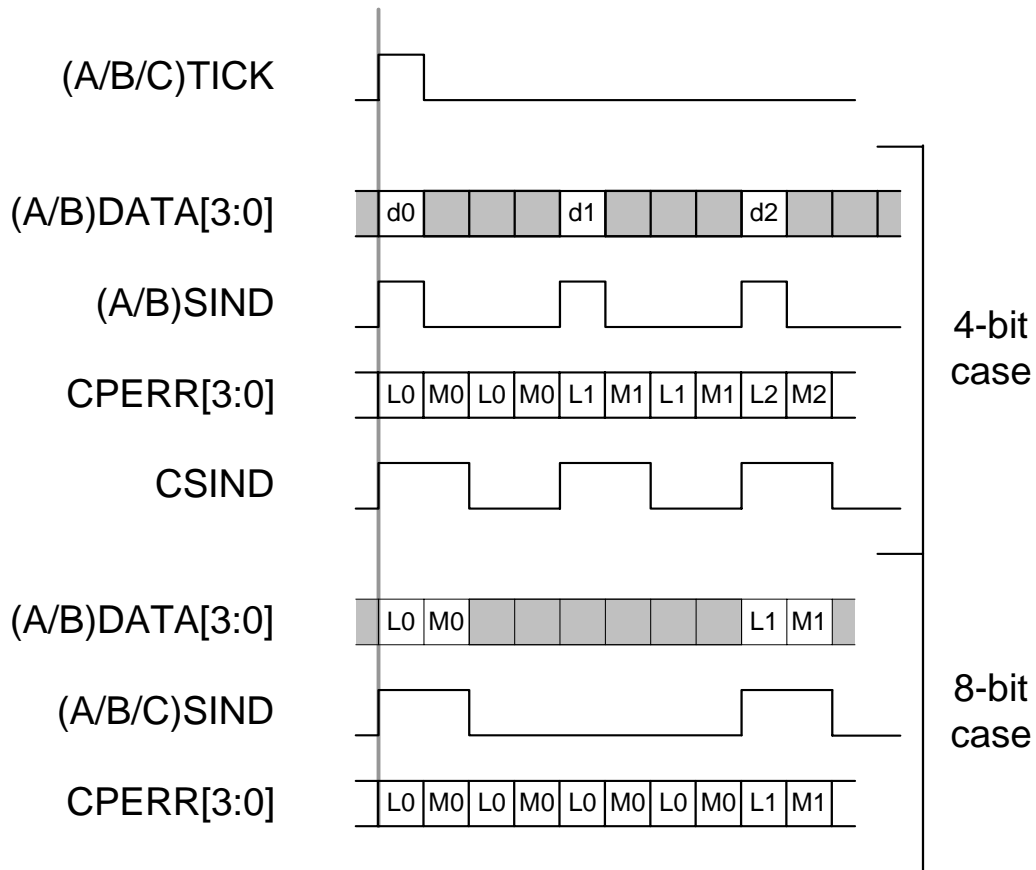 (A/B/C)TICK
(A/B)DATA[3:0] d0 d1 d2
(A/B)SIND
4-bit
case
CPERR[3:0] L0 M0 L0 M0 L1 M1 L1 M1 L2 M2
CSIND
(A/B)DATA[3:0] L0 M0 L1 M1
(A/B/C)SIND
8-bit
case
CPERR[3:0] L0 M0 L0 M0 L0 M0 L0 M0 L1 M1